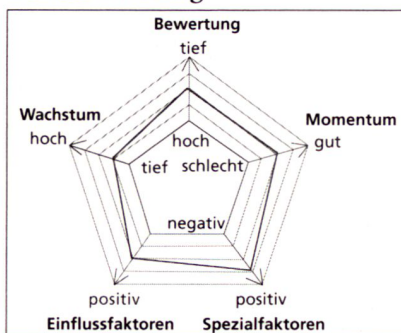 Bewertung
tief
Wachstum
hoch
Momentum
gut
hoch
tief
schlecht
negativ
positiv
positiv
Einflussfaktoren
Spezialfaktoren